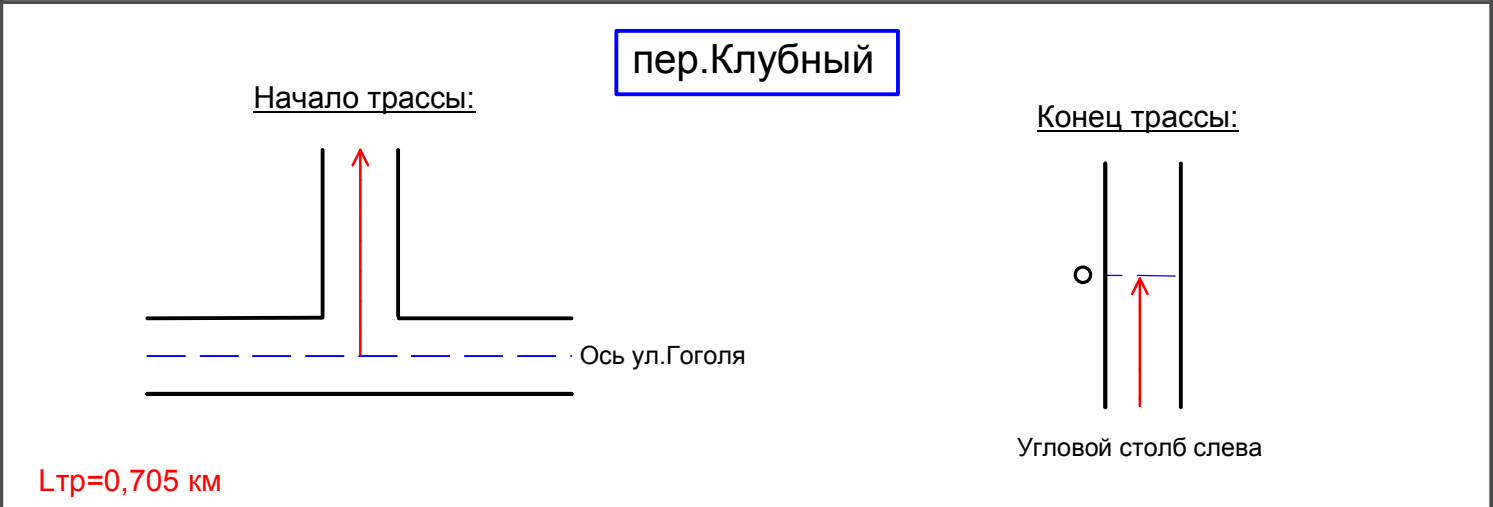 пер.Клубный
Начало трассы:
Конец трассы:
Ось ул.Гоголя
Угловой столб слева
Lтр=0,705 км